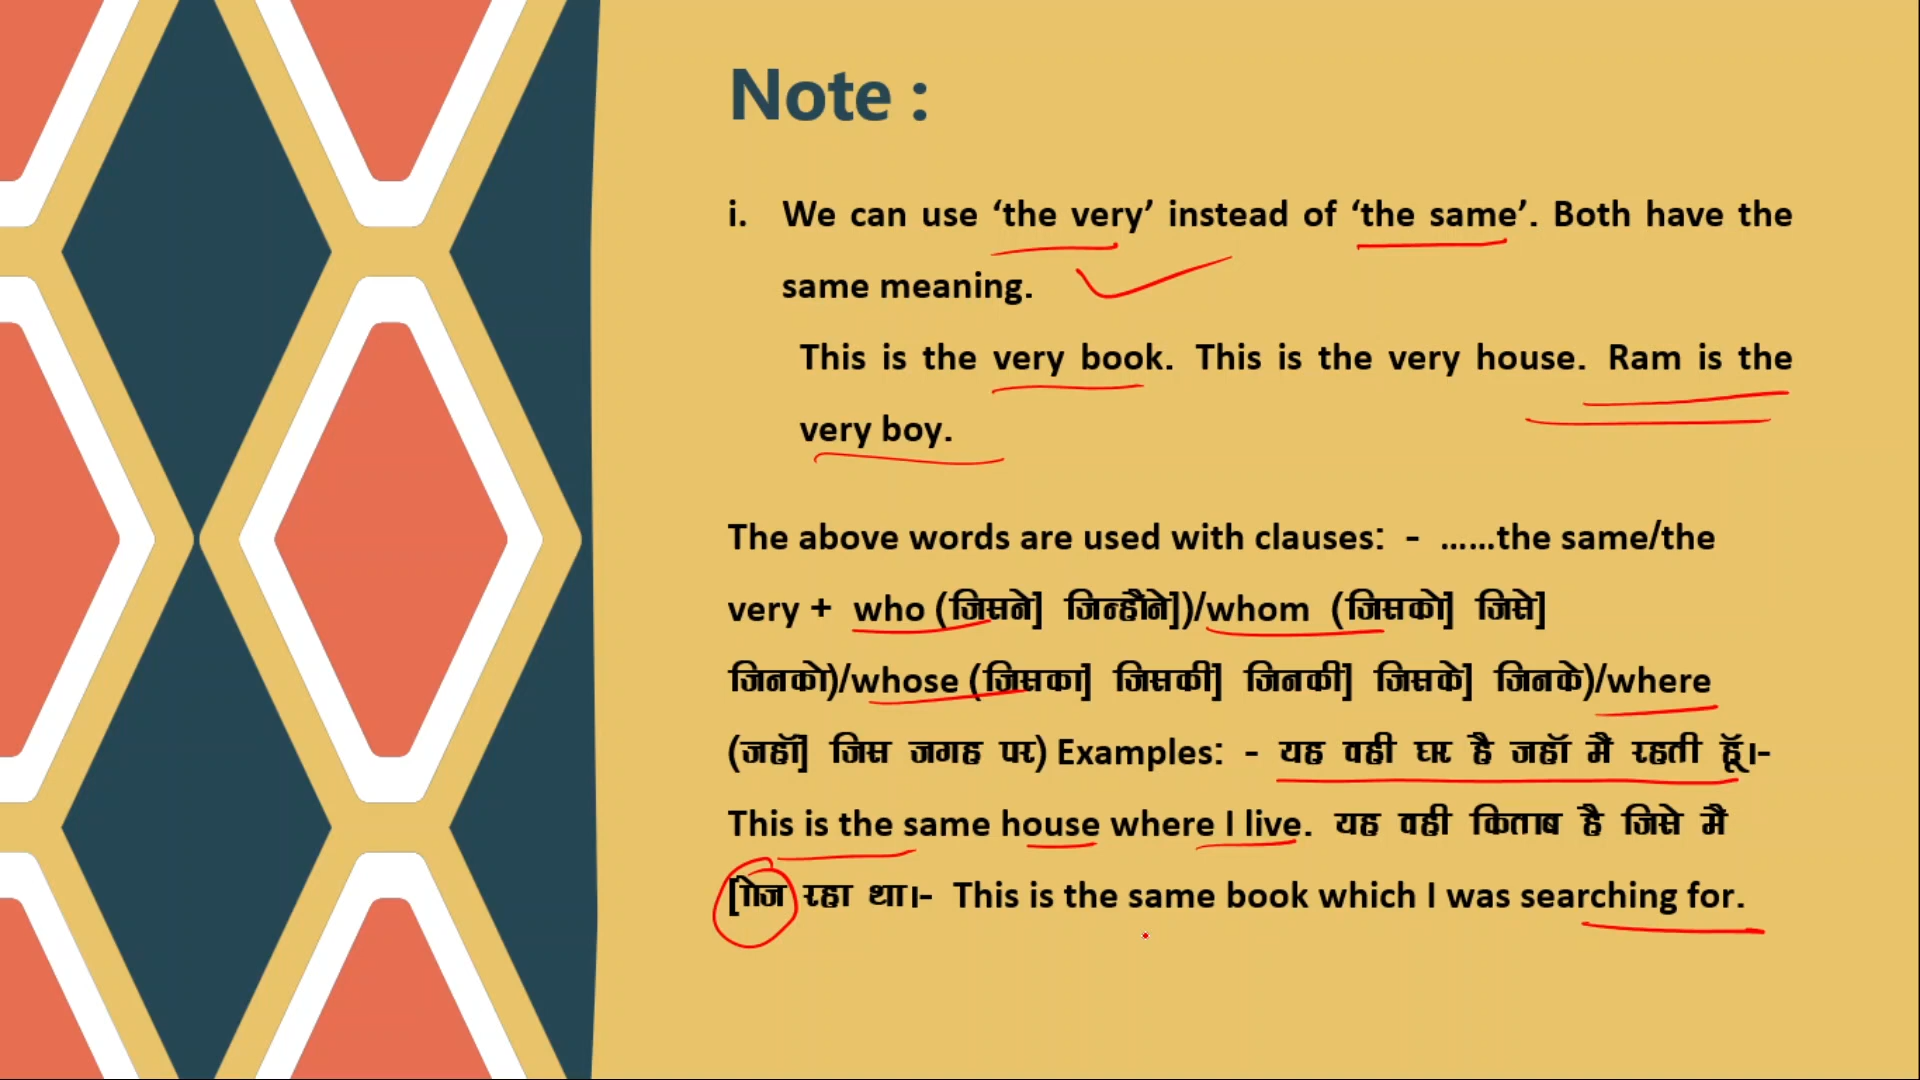 Note :
i. We can use ‘the very’ instead of ‘the same’. Both have the
same meaning.
This is the very book. This is the very house. Ram is the
very boy.
The above words are used with clauses: - ……the same/the
very + who (जिसने] जिन्हौने])/whom (जिसको] जिसे]
जिनको)/whose (जिसका] जिसकी] जिनकी] जिसके] जिनके)/where
(जहॉ] जिस जगह पर) Examples: - यह वही घर है जहॉ मै रहती हूॅ।-
This is the same house where I live. यह वही किताब है जिसे मै
[ोज रहा था।- This is the same book which I was searching for.